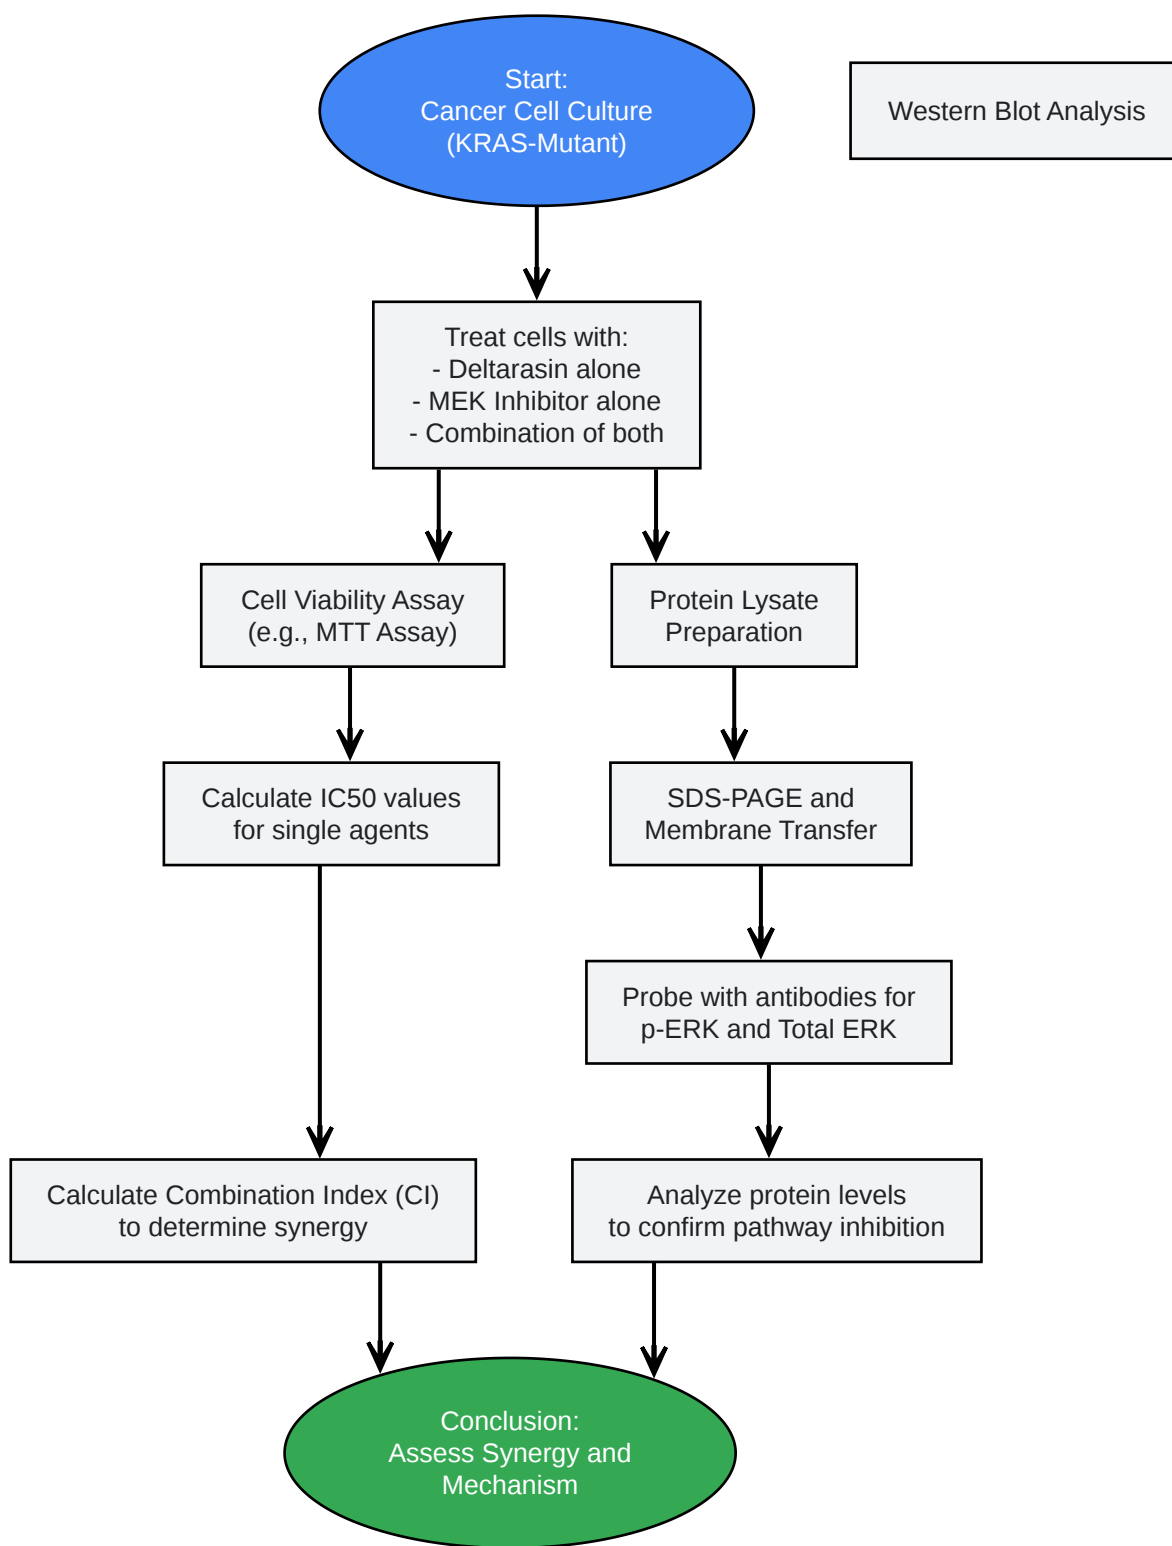 Start:
Cancer Cell Culture
(KRAS-Mutant)
Western Blot Analysis
Treat cells with:
- Deltarasin alone
- MEK Inhibitor alone
- Combination of both
Cell Viability Assay
(e.g., MTT Assay)
Protein Lysate
Preparation
Calculate IC50 values
for single agents
SDS-PAGE and
Membrane Transfer
Probe with antibodies for
p-ERK and Total ERK
Calculate Combination Index (CI)
to determine synergy
Analyze protein levels
to confirm pathway inhibition
Conclusion:
Assess Synergy and
Mechanism